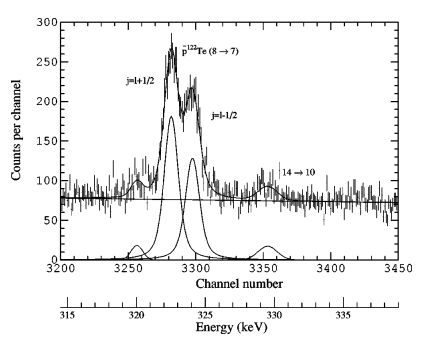 300
p̄¹²²Te (8 → 7)
250
j=l+1/2
200
j=l-1/2
150
14 → 10
100
50
0
Counts per channel
3200 3250 3300 3350 3400 3450
Channel number
315 320 325 330 335
Energy (keV)